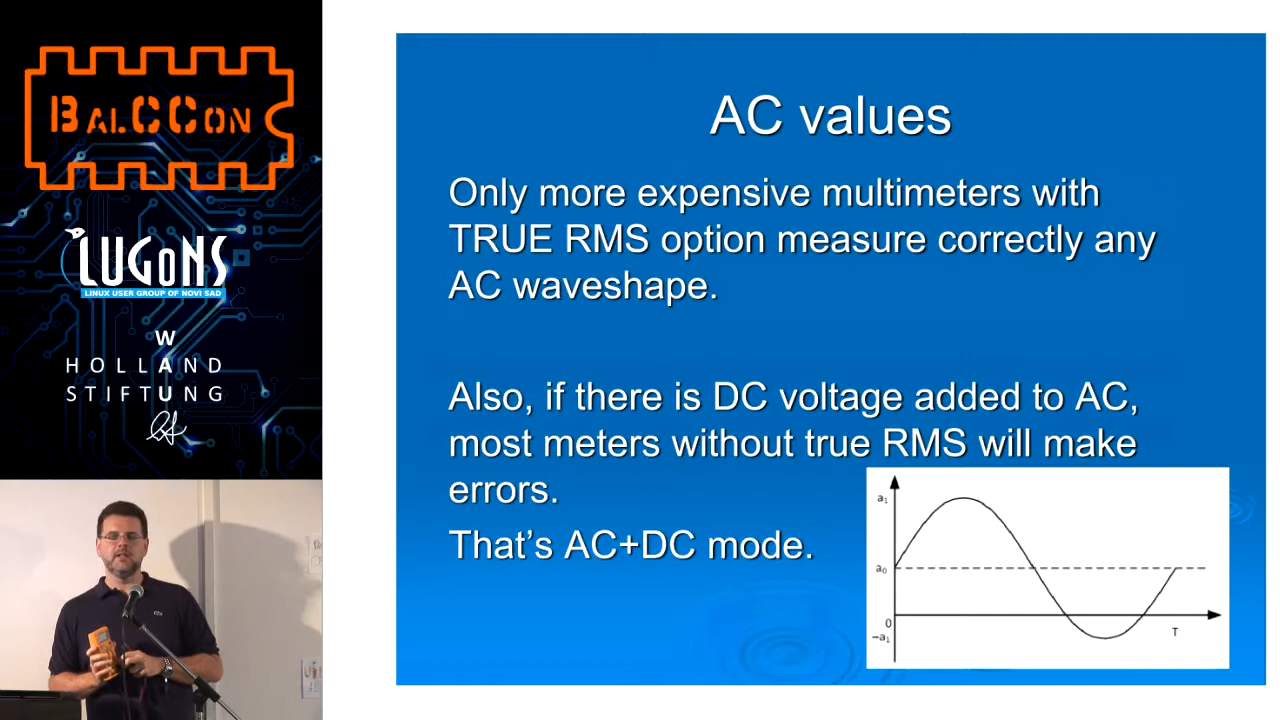 BALCCON
LUGONS
LINUX USER GROUP OF NOVI SAD
W
HOLLAND
STIFTUNG
AC values
Only more expensive multimeters with
TRUE RMS option measure correctly any
AC waveshape.
Also, if there is DC voltage added to AC,
most meters without true RMS will make
errors.
That's AC+DC mode.
a₁
a₀
0
-a₁
T